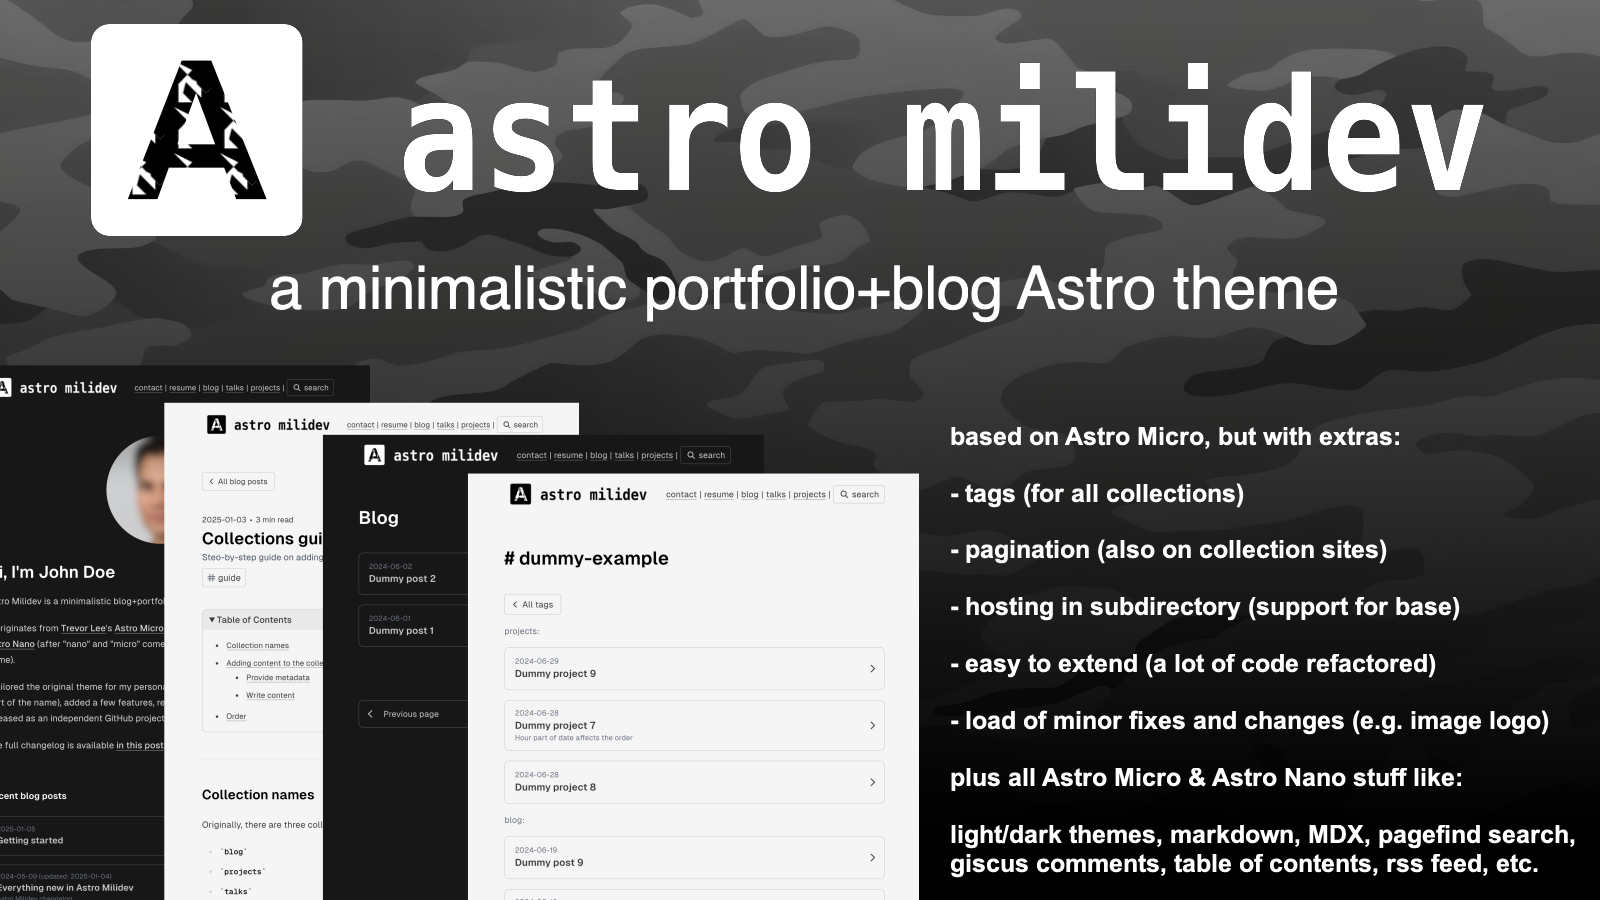 A
astro milidev
a minimalistic portfolio+blog Astro theme
astro milidev
contact | resume | blog | talks | projects | search
i, I'm John Doe
tro Milidev is a minimalistic blog+portfol
riginates from Trevor Lee's Astro Micro
tro Nano (after "nano" and "micro" come
me).
ailored the original theme for my persona
rt of the name), added a few features, re
eased as an independent GitHub project
e full changelog is available in this post
cent blog posts
2025-01-05
Getting started
2024-05-09 (updated: 2025-01-04)
Everything new in Astro Milidev
Astro Milidev changelog
A astro milidev
contact | resume | blog | talks | projects | search
All blog posts
2025-01-03 • 3 min read
Collections gui
Steo-by-step guide on adding
# guide
▼ Table of Contents
• Collection names
• Adding content to the colle
• Provide metadata
• Write content
• Order
Collection names
Originally, there are three coll
`blog`
`projects`
`talks`
A astro milidev
contact | resume | blog | talks | projects | search
Blog
2024-06-02
Dummy post 2
2024-06-01
Dummy post 1
Previous page
A astro milidev
contact | resume | blog | talks | projects | search
# dummy-example
All tags
projects:
2024-06-29
Dummy project 9
2024-06-28
Dummy project 7
Hour part of date affects the order
2024-06-28
Dummy project 8
blog:
2024-06-19
Dummy post 9
based on Astro Micro, but with extras:
- tags (for all collections)
- pagination (also on collection sites)
- hosting in subdirectory (support for base)
- easy to extend (a lot of code refactored)
- load of minor fixes and changes (e.g. image logo)
plus all Astro Micro & Astro Nano stuff like:
light/dark themes, markdown, MDX, pagefind search,
giscus comments, table of contents, rss feed, etc.